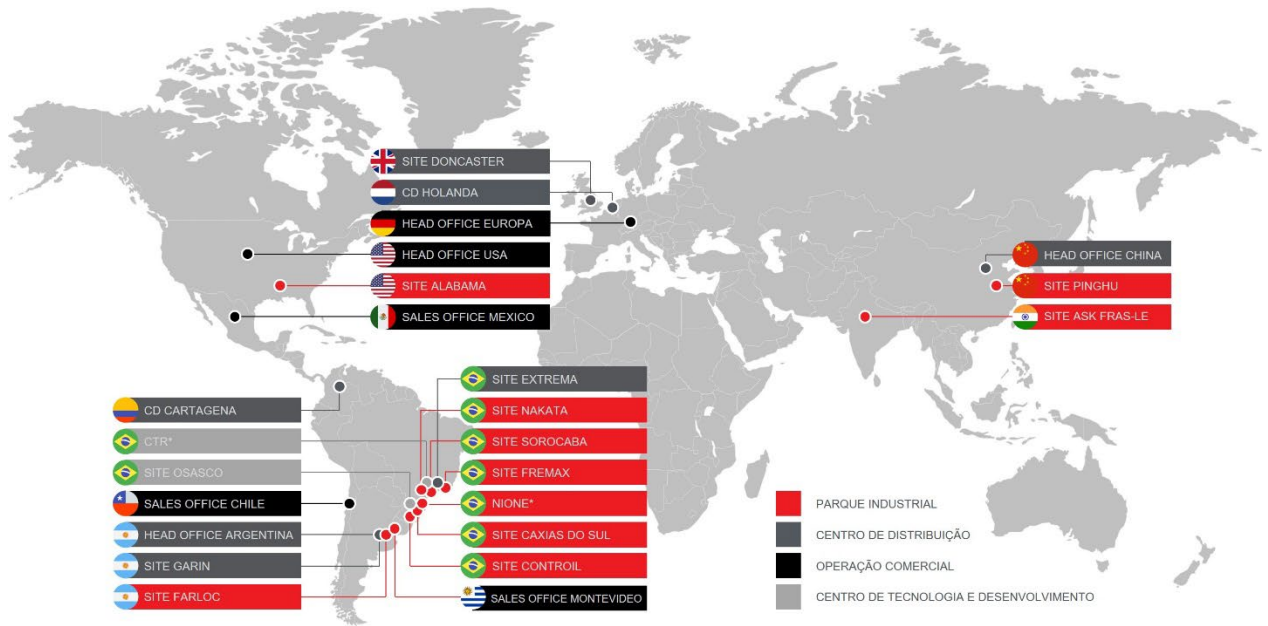 SITE DONCASTER
CD HOLANDA
HEAD OFFICE EUROPA
HEAD OFFICE USA
SITE ALABAMA
SALES OFFICE MEXICO
HEAD OFFICE CHINA
SITE PINGHU
SITE ASK FRAS-LE
CD CARTAGENA
CTR*
SITE OSASCO
SALES OFFICE CHILE
HEAD OFFICE ARGENTINA
SITE GARIN
SITE FARLOC
SITE EXTREMA
SITE NAKATA
SITE SOROCABA
SITE FREMAX
NIONE*
SITE CAXIAS DO SUL
SITE CONTROIL
SALES OFFICE MONTEVIDEO
PARQUE INDUSTRIAL
CENTRO DE DISTRIBUIÇÃO
OPERAÇÃO COMERCIAL
CENTRO DE TECNOLOGIA E DESENVOLVIMENTO